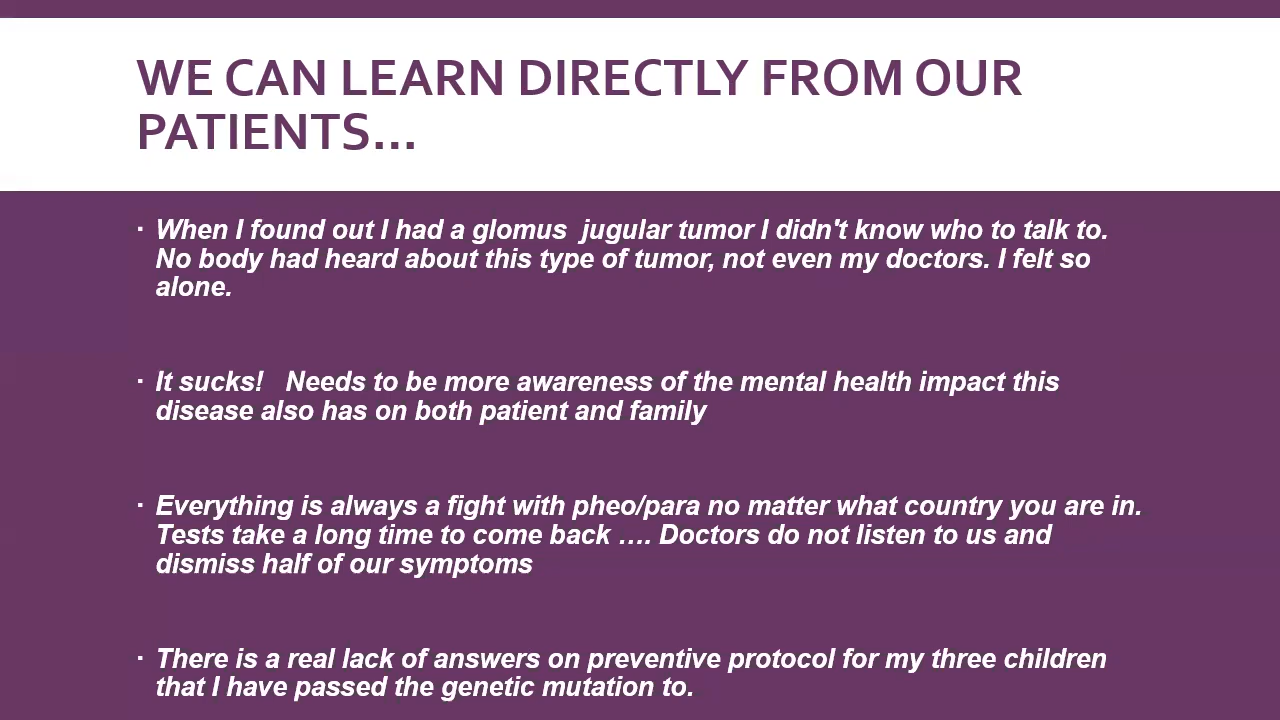 WE CAN LEARN DIRECTLY FROM OUR
PATIENTS...
· When I found out I had a glomus  jugular tumor I didn't know who to talk to.
No body had heard about this type of tumor, not even my doctors. I felt so
alone.
· It sucks!   Needs to be more awareness of the mental health impact this
disease also has on both patient and family
· Everything is always a fight with pheo/para no matter what country you are in.
Tests take a long time to come back …. Doctors do not listen to us and
dismiss half of our symptoms
· There is a real lack of answers on preventive protocol for my three children
that I have passed the genetic mutation to.